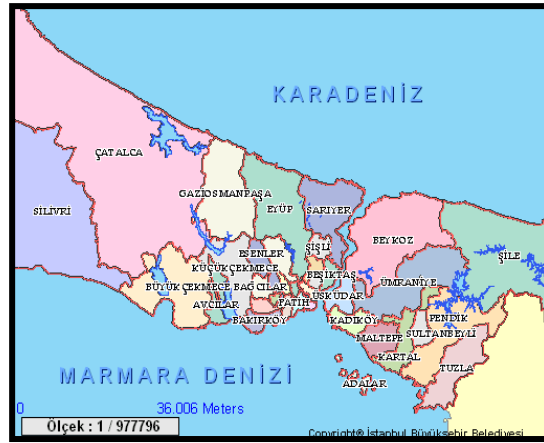 KARADENİZ
ÇATALCA
GAZİOSMANPAŞA
SİLİVRİ
EYÜP
SARIYER
BEYKOZ
ŞİLE
ESENLER
ŞİŞLİ
KÜÇÜKÇEKMECE
BEŞİKTAŞ
ÜMRANİYE
BÜYÜKÇEKMECE
BAĞCILAR
ÜSKÜDAR
AVCILAR
FATİH
PENDİK
BAKIRKÖY
KADIKÖY
SULTANBEYLİ
MALTEPE
KARTAL
TUZLA
MARMARA DENİZİ
ADALAR
0 36.006 Meters
Ölçek : 1 / 977796
Copyright® İstanbul Büyükşehir Belediyesi